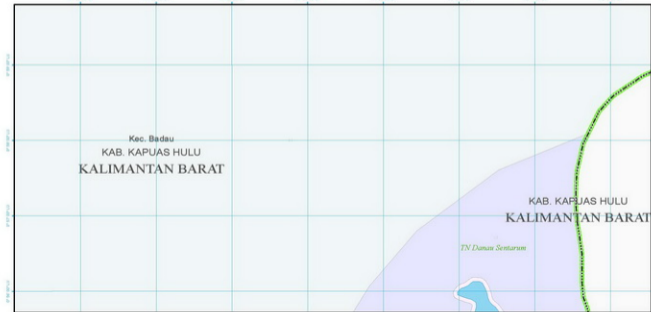 Kec. Badau
KAB. KAPUAS HULU
KALIMANTAN BARAT
KAB. KAPUAS HULU
KALIMANTAN BARAT
TN Danau Sentarum